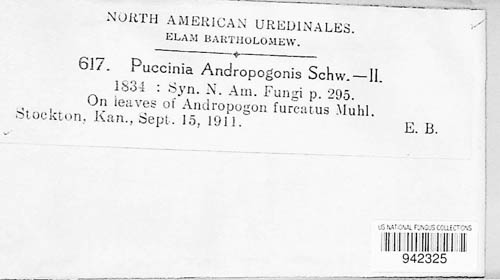 NORTH AMERICAN UREDINALES.
ELAM BARTHOLOMEW.
617. Puccinia Andropogonis Schw.—II.
1834 : Syn. N. Am. Fungi p. 295.
On leaves of Andropogon furcatus Muhl.
Stockton, Kan., Sept. 15, 1911. E. B.
US NATIONAL FUNGUS COLLECTIONS
942325